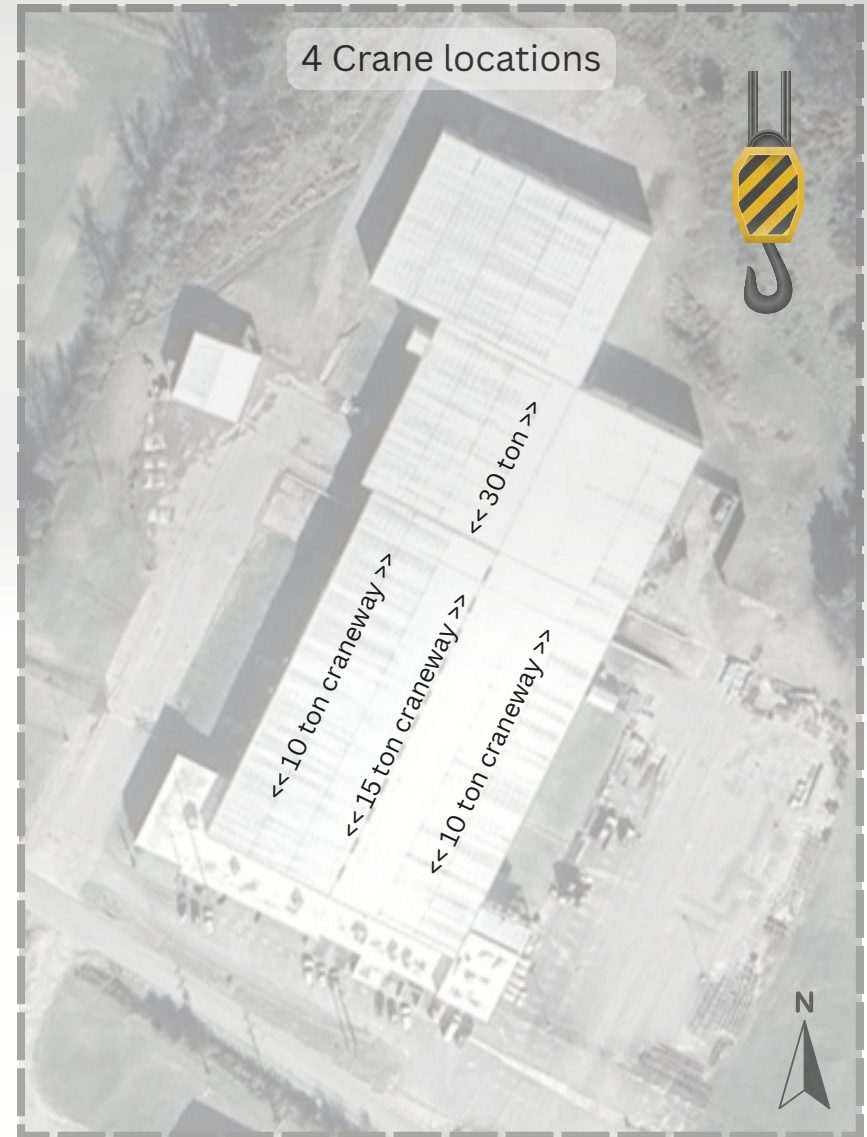 4 Crane locations
<< 30 ton >>
<< 10 ton craneway >>
<< 15 ton craneway >>
<< 10 ton craneway >>
N